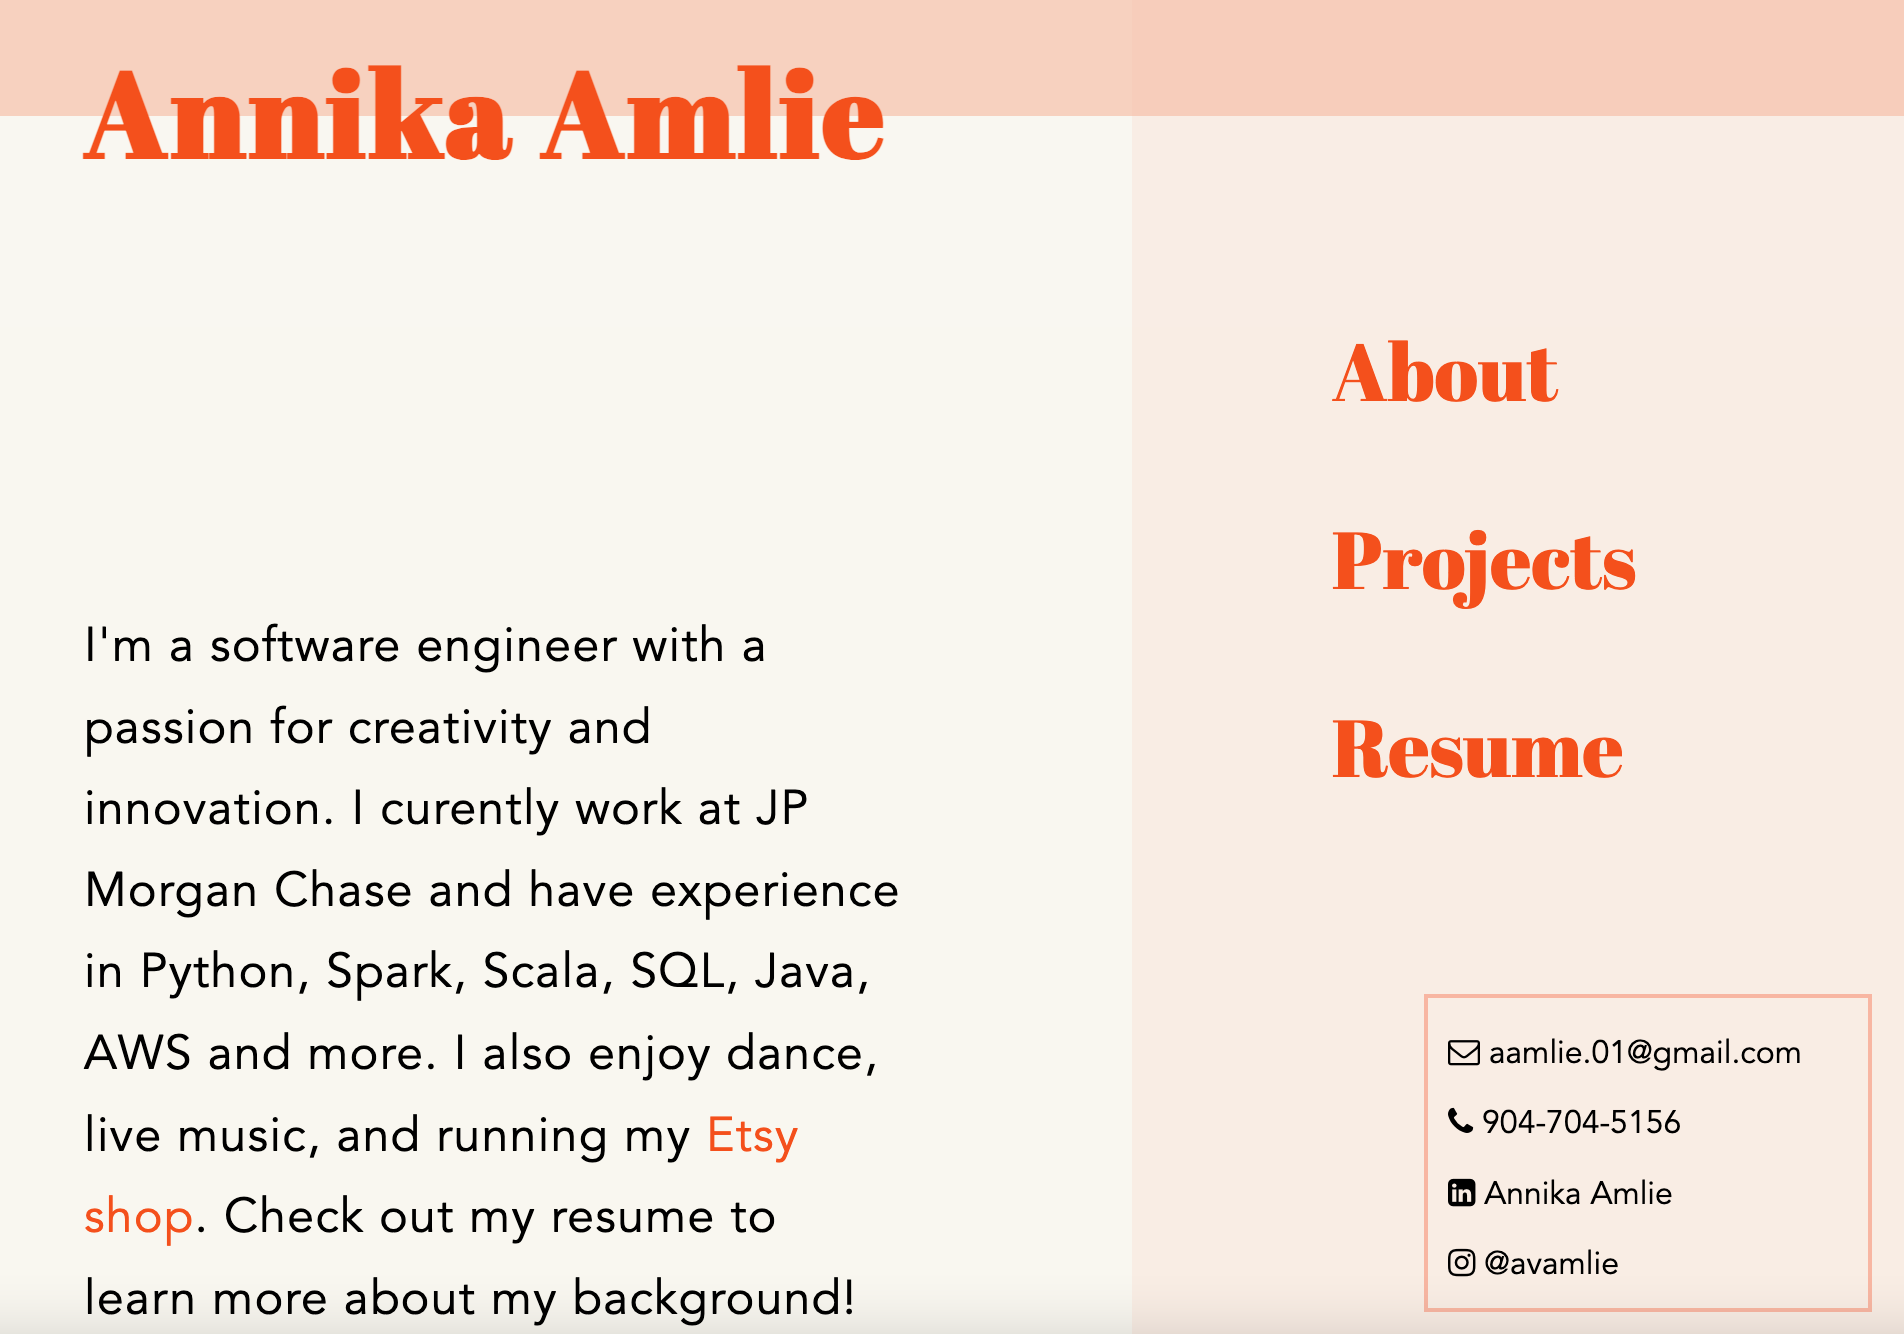 Annika Amlie
I'm a software engineer with a
passion for creativity and
innovation. I curently work at JP
Morgan Chase and have experience
in Python, Spark, Scala, SQL, Java,
AWS and more. I also enjoy dance,
live music, and running my Etsy
shop. Check out my resume to
learn more about my background!
About
Projects
Resume
aamlie.01@gmail.com
904-704-5156
Annika Amlie
@avamlie